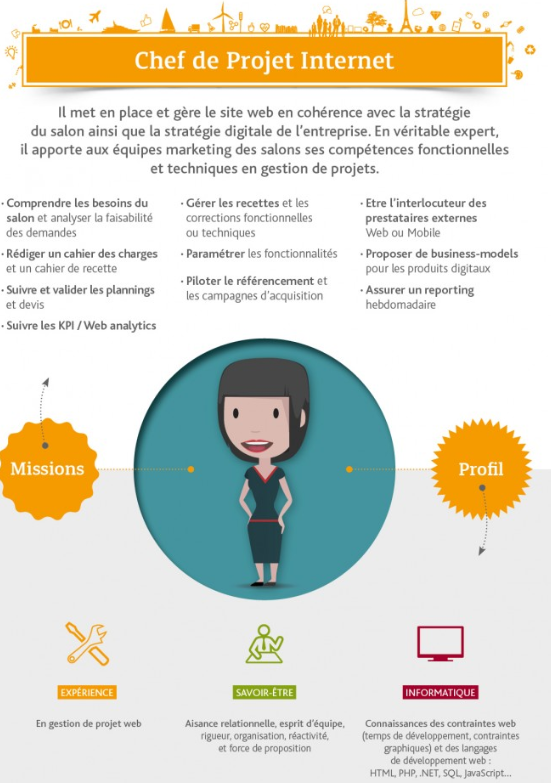 Chef de Projet Internet
Il met en place et gère le site web en cohérence avec la stratégie
du salon ainsi que la stratégie digitale de l'entreprise. En véritable expert,
il apporte aux équipes marketing des salons ses compétences fonctionnelles
et techniques en gestion de projets.
· Comprendre les besoins du
salon et analyser la faisabilité
des demandes
· Rédiger un cahier des charges
et un cahier de recette
· Suivre et valider les plannings
et devis
· Suivre les KPI / Web analytics
· Gérer les recettes et les
corrections fonctionnelles
ou techniques
· Paramétrer les fonctionnalités
· Piloter le référencement et
les campagnes d'acquisition
· Etre l'interlocuteur des
prestataires externes
Web ou Mobile
· Proposer de business-models
pour les produits digitaux
· Assurer un reporting
hebdomadaire
Missions
Profil
EXPÉRIENCE
En gestion de projet web
SAVOIR-ÊTRE
Aisance relationnelle, esprit d'équipe,
rigueur, organisation, réactivité,
et force de proposition
INFORMATIQUE
Connaissances des contraintes web
(temps de développement, contraintes
graphiques) et des langages
de développement web :
HTML, PHP, .NET, SQL, JavaScript...